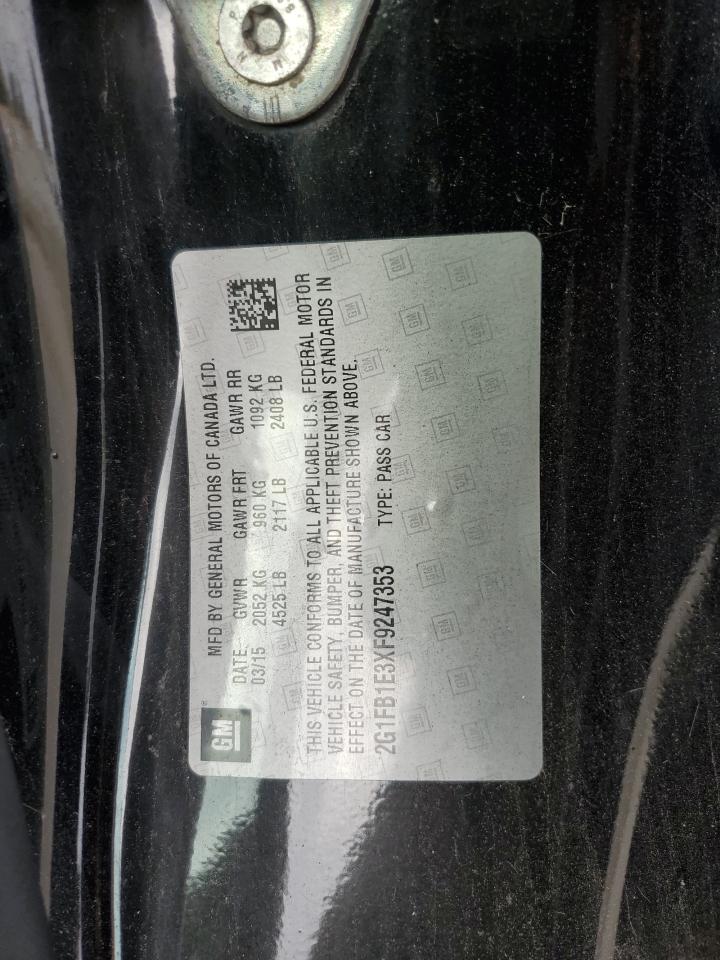 GM
MFD BY GENERAL MOTORS OF CANADA LTD.
DATE: GVWR GAWR FRT GAWR RR
03/15 2052 KG 960 KG 1092 KG
4525 LB 2117 LB 2408 LB
THIS VEHICLE CONFORMS TO ALL APPLICABLE U.S. FEDERAL MOTOR
VEHICLE SAFETY, BUMPER, AND THEFT PREVENTION STANDARDS IN
EFFECT ON THE DATE OF MANUFACTURE SHOWN ABOVE.
2G1FB1E3XF9247353 TYPE: PASS CAR